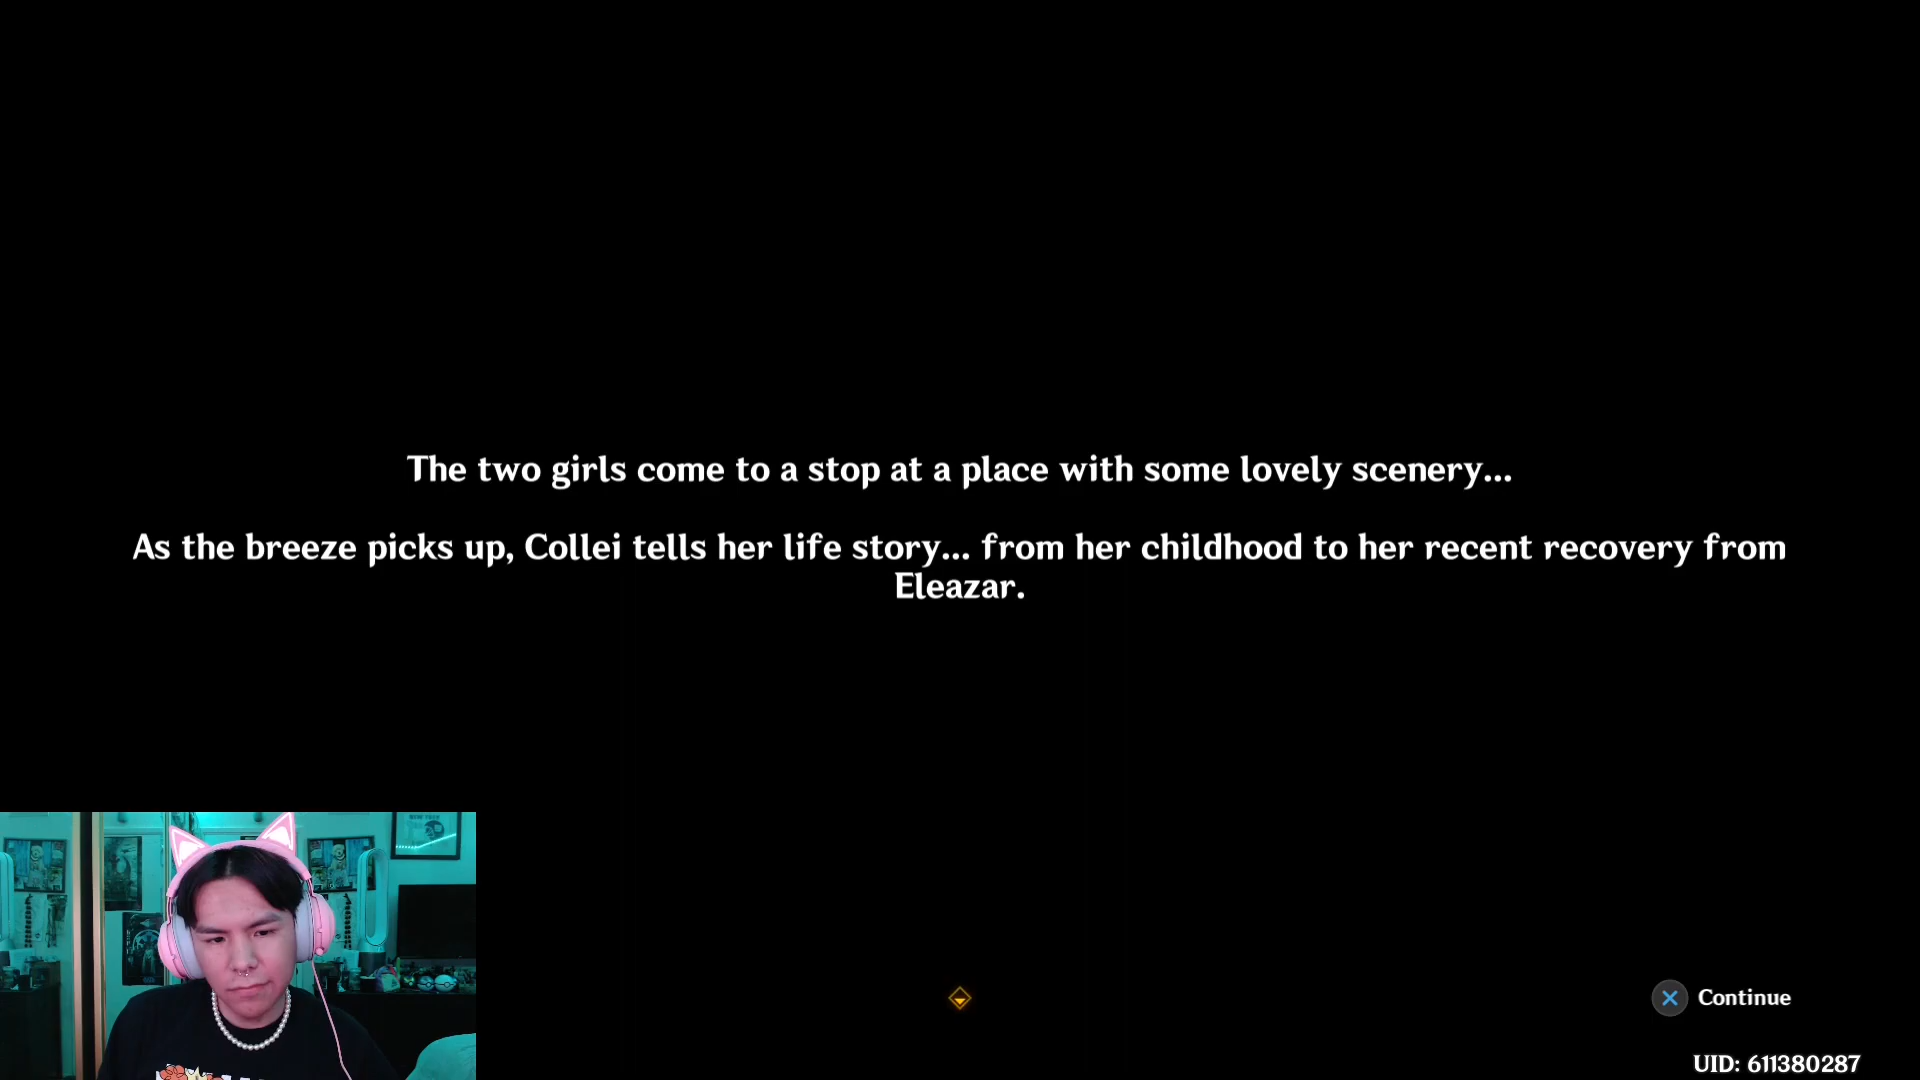 The two girls come to a stop at a place with some lovely scenery...
As the breeze picks up, Collei tells her life story... from her childhood to her recent recovery from
Eleazar.
Continue
UID: 611380287